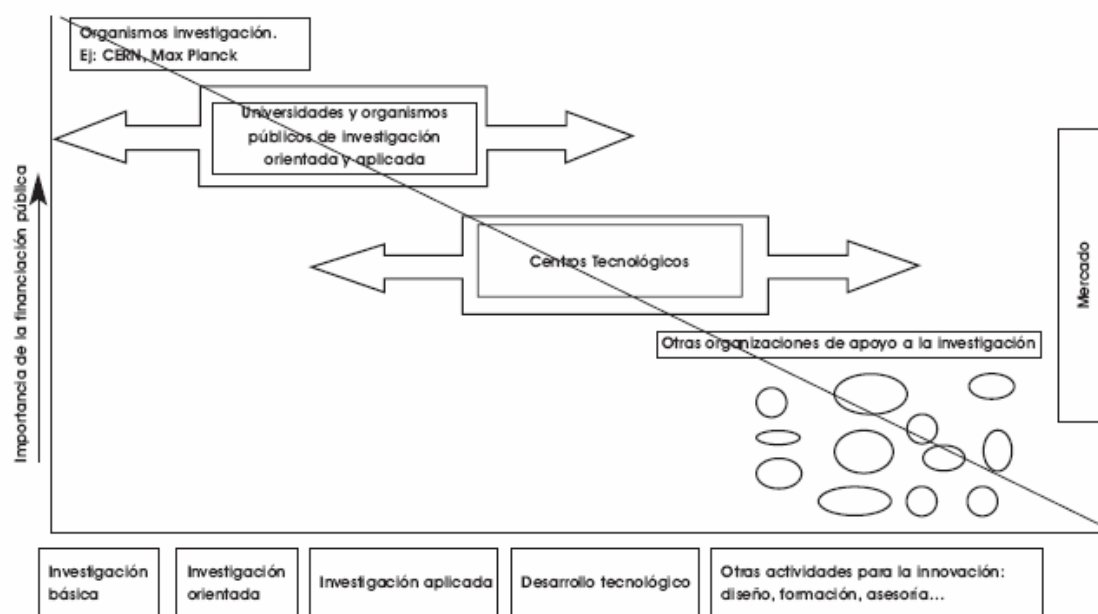 Organismos investigación.
Ej: CERN, Max Planck
Universidades y organismos
públicos de investigación
orientada y aplicada
Importancia de la financiación pública
Centros Tecnológicos
Mercado
Otras organizaciones de apoyo a la investigación
Investigación
básica
Investigación
orientada
Investigación aplicada
Desarrollo tecnológico
Otras actividades para la innovación:
diseño, formación, asesoría...